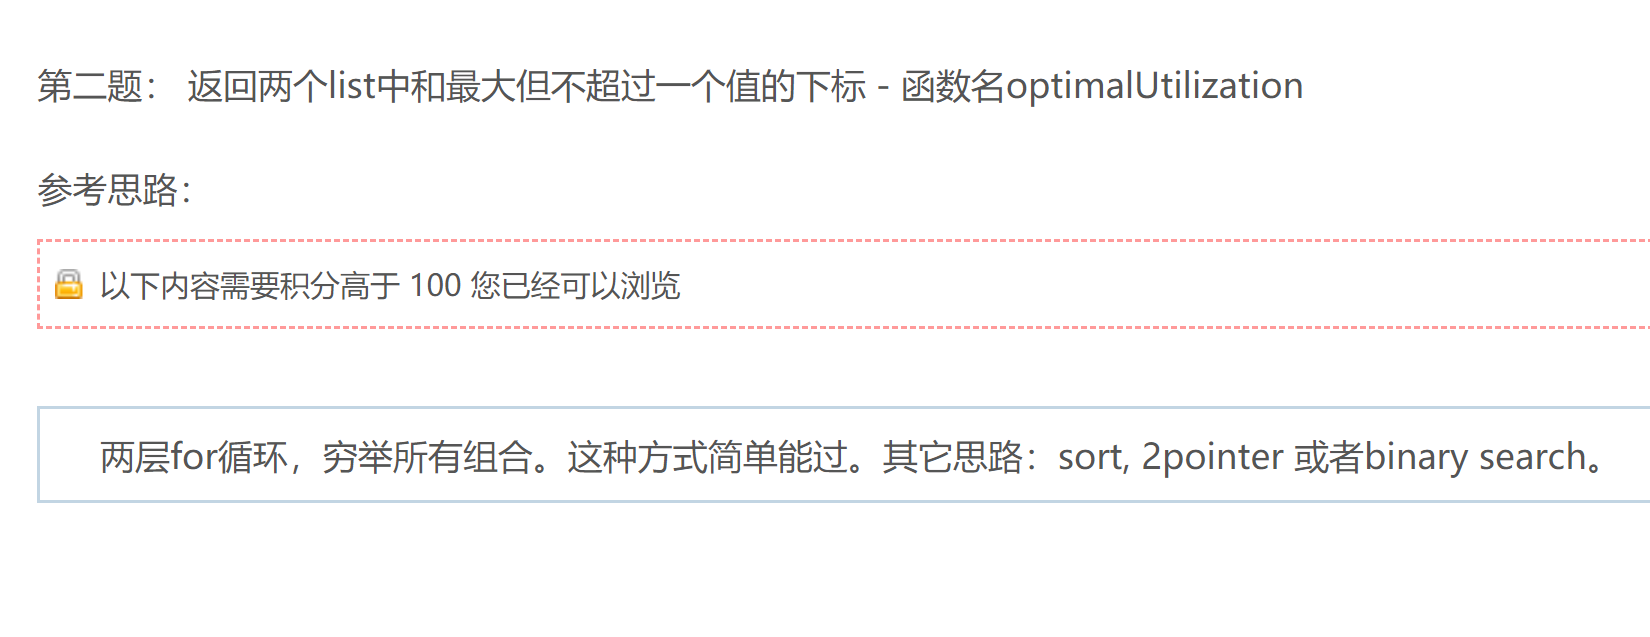 第二题： 返回两个list中和最大但不超过一个值的下标 - 函数名optimalUtilization
参考思路：
以下内容需要积分高于 100 您已经可以浏览
两层for循环，穷举所有组合。这种方式简单能过。其它思路：sort, 2pointer 或者binary search。